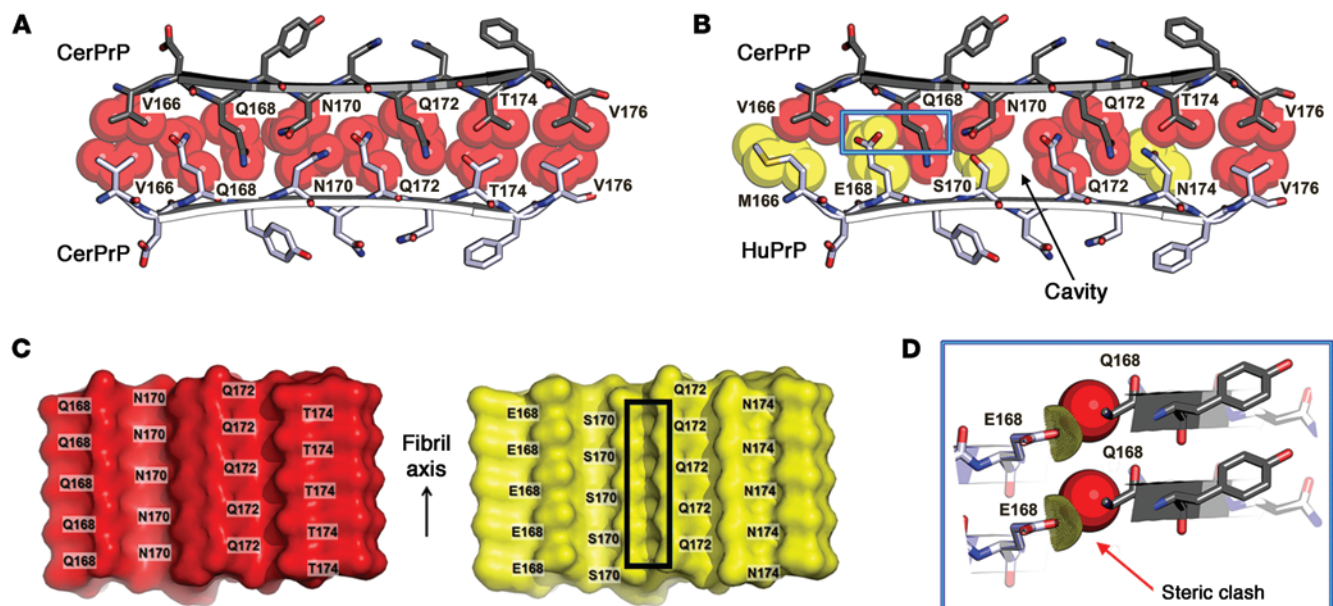 A
CerPrP
V166
Q168
N170
Q172
T174
V176
V166
Q168
N170
Q172
T174
V176
CerPrP
B
CerPrP
V166
Q168
N170
Q172
T174
V176
M166
E168
S170
Q172
N174
V176
HuPrP
Cavity
C
Q168
N170
Q172
T174
Q168
N170
Q172
T174
Q168
N170
Q172
T174
Q168
N170
Q172
T174
Q168
N170
Q172
T174
Fibril
axis
E168
S170
Q172
N174
E168
S170
Q172
N174
E168
S170
Q172
N174
E168
S170
Q172
N174
E168
S170
Q172
N174
D
Q168
E168
Q168
E168
Steric clash